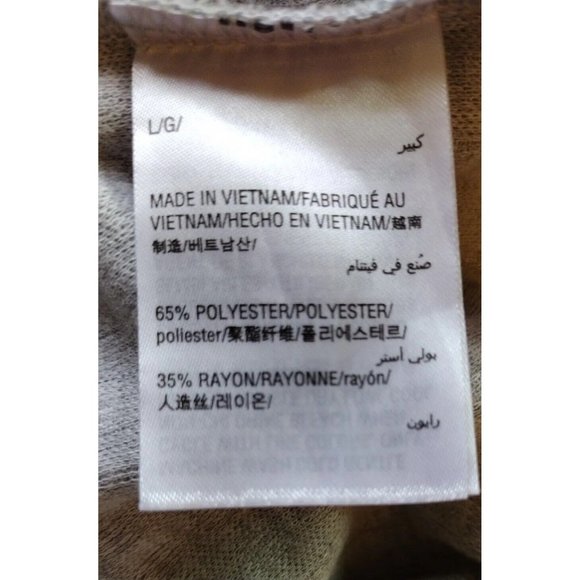 L/G/
كبير
MADE IN VIETNAM/FABRIQUÉ AU
VIETNAM/HECHO EN VIETNAM/越南
制造/베트남산/
صُنع في فيتنام
65% POLYESTER/POLYESTER/
poliester/聚酯纤维/폴리에스테르/
بولي أستر
35% RAYON/RAYONNE/rayón/
人造丝/레이온/
رايون